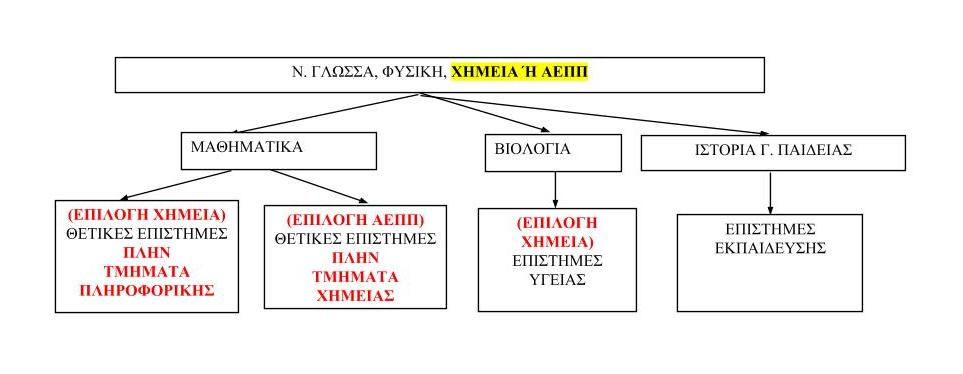 Ν. ΓΛΩΣΣΑ, ΦΥΣΙΚΗ, ΧΗΜΕΙΑ Ή ΑΕΠΠ
ΜΑΘΗΜΑΤΙΚΑ
ΒΙΟΛΟΓΙΑ
ΙΣΤΟΡΙΑ Γ. ΠΑΙΔΕΙΑΣ
(ΕΠΙΛΟΓΗ ΧΗΜΕΙΑ)
ΘΕΤΙΚΕΣ ΕΠΙΣΤΗΜΕΣ
ΠΛΗΝ
ΤΜΗΜΑΤΑ
ΠΛΗΡΟΦΟΡΙΚΗΣ
(ΕΠΙΛΟΓΗ ΑΕΠΠ)
ΘΕΤΙΚΕΣ ΕΠΙΣΤΗΜΕΣ
ΠΛΗΝ
ΤΜΗΜΑΤΑ
ΧΗΜΕΙΑΣ
(ΕΠΙΛΟΓΗ
ΧΗΜΕΙΑ)
ΕΠΙΣΤΗΜΕΣ
ΥΓΕΙΑΣ
ΕΠΙΣΤΗΜΕΣ
ΕΚΠΑΙΔΕΥΣΗΣ